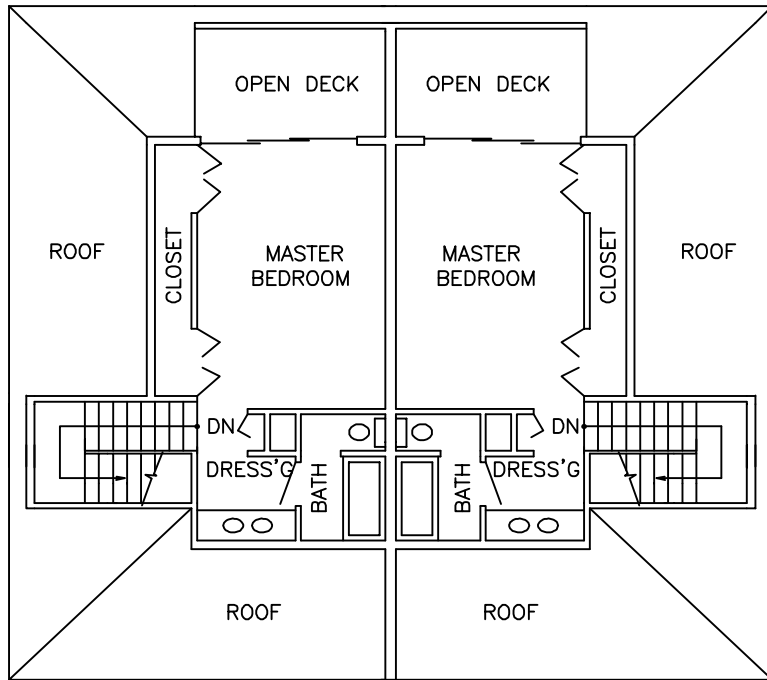 OPEN DECK
OPEN DECK
ROOF
CLOSET
MASTER
BEDROOM
MASTER
BEDROOM
CLOSET
ROOF
DN
DN
DRESS'G
BATH
BATH
DRESS'G
ROOF
ROOF